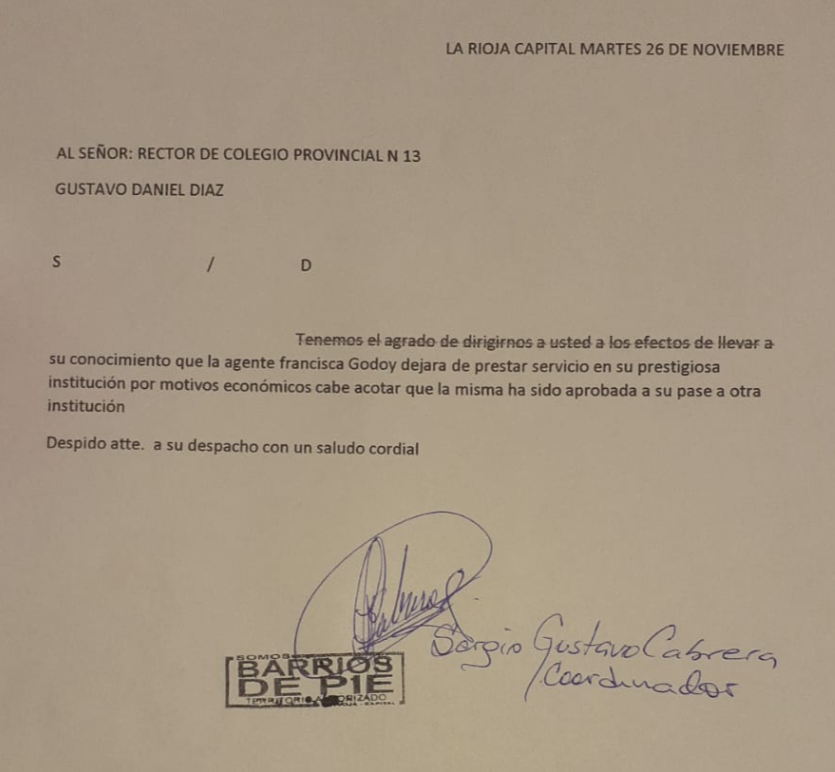 LA RIOJA CAPITAL MARTES 26 DE NOVIEMBRE
AL SEÑOR: RECTOR DE COLEGIO PROVINCIAL N 13
GUSTAVO DANIEL DIAZ
S / D
Tenemos el agrado de dirigirnos a usted a los efectos de llevar a
su conocimiento que la agente francisca Godoy dejara de prestar servicio en su prestigiosa
institución por motivos económicos cabe acotar que la misma ha sido aprobada a su pase a otra
institución
Despido atte. a su despacho con un saludo cordial
Sergio Gustavo Cabrera
Coordinador
SOMOS
BARRIOS
DE PIE